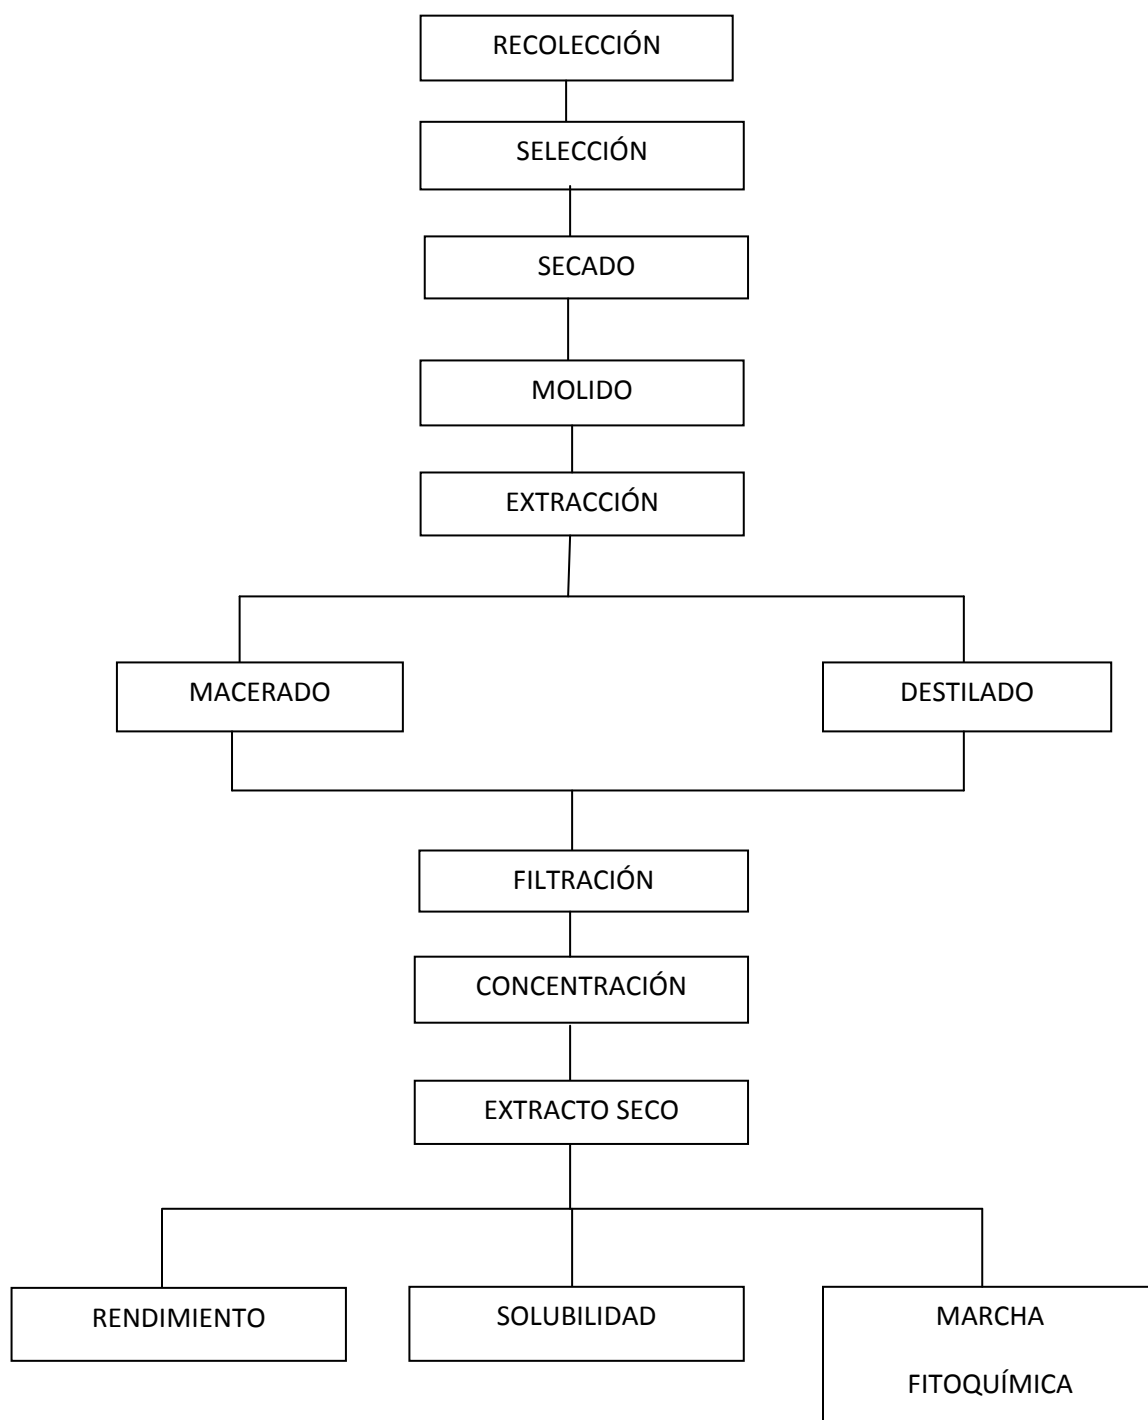 RECOLECCIÓN
SELECCIÓN
SECADO
MOLIDO
EXTRACCIÓN
MACERADO
DESTILADO
FILTRACIÓN
CONCENTRACIÓN
EXTRACTO SECO
RENDIMIENTO
SOLUBILIDAD
MARCHA
FITOQUÍMICA